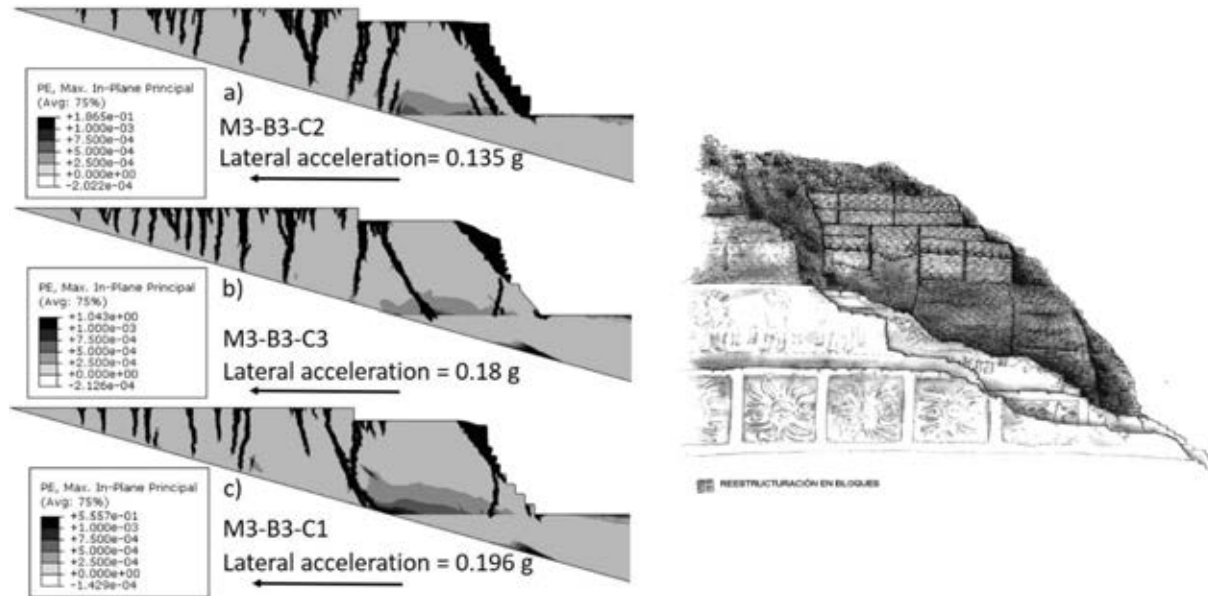 PE, Max. In-Plane Principal
(Avg: 75%)
+1.865e-01
+1.000e-03
+7.500e-04
+5.000e-04
+2.500e-04
+0.000e+00
-2.022e-04
a)
M3-B3-C2
Lateral acceleration= 0.135 g
PE, Max. In-Plane Principal
(Avg: 75%)
+1.043e+00
+1.000e-03
+7.500e-04
+5.000e-04
+2.500e-04
+0.000e+00
-2.126e-04
b)
M3-B3-C3
Lateral acceleration = 0.18 g
PE, Max. In-Plane Principal
(Avg: 75%)
+5.557e-01
+1.000e-03
+7.500e-04
+5.000e-04
+2.500e-04
+0.000e+00
-1.429e-04
c)
M3-B3-C1
Lateral acceleration = 0.196 g
REESTRUCTURACIÓN EN BLOQUES